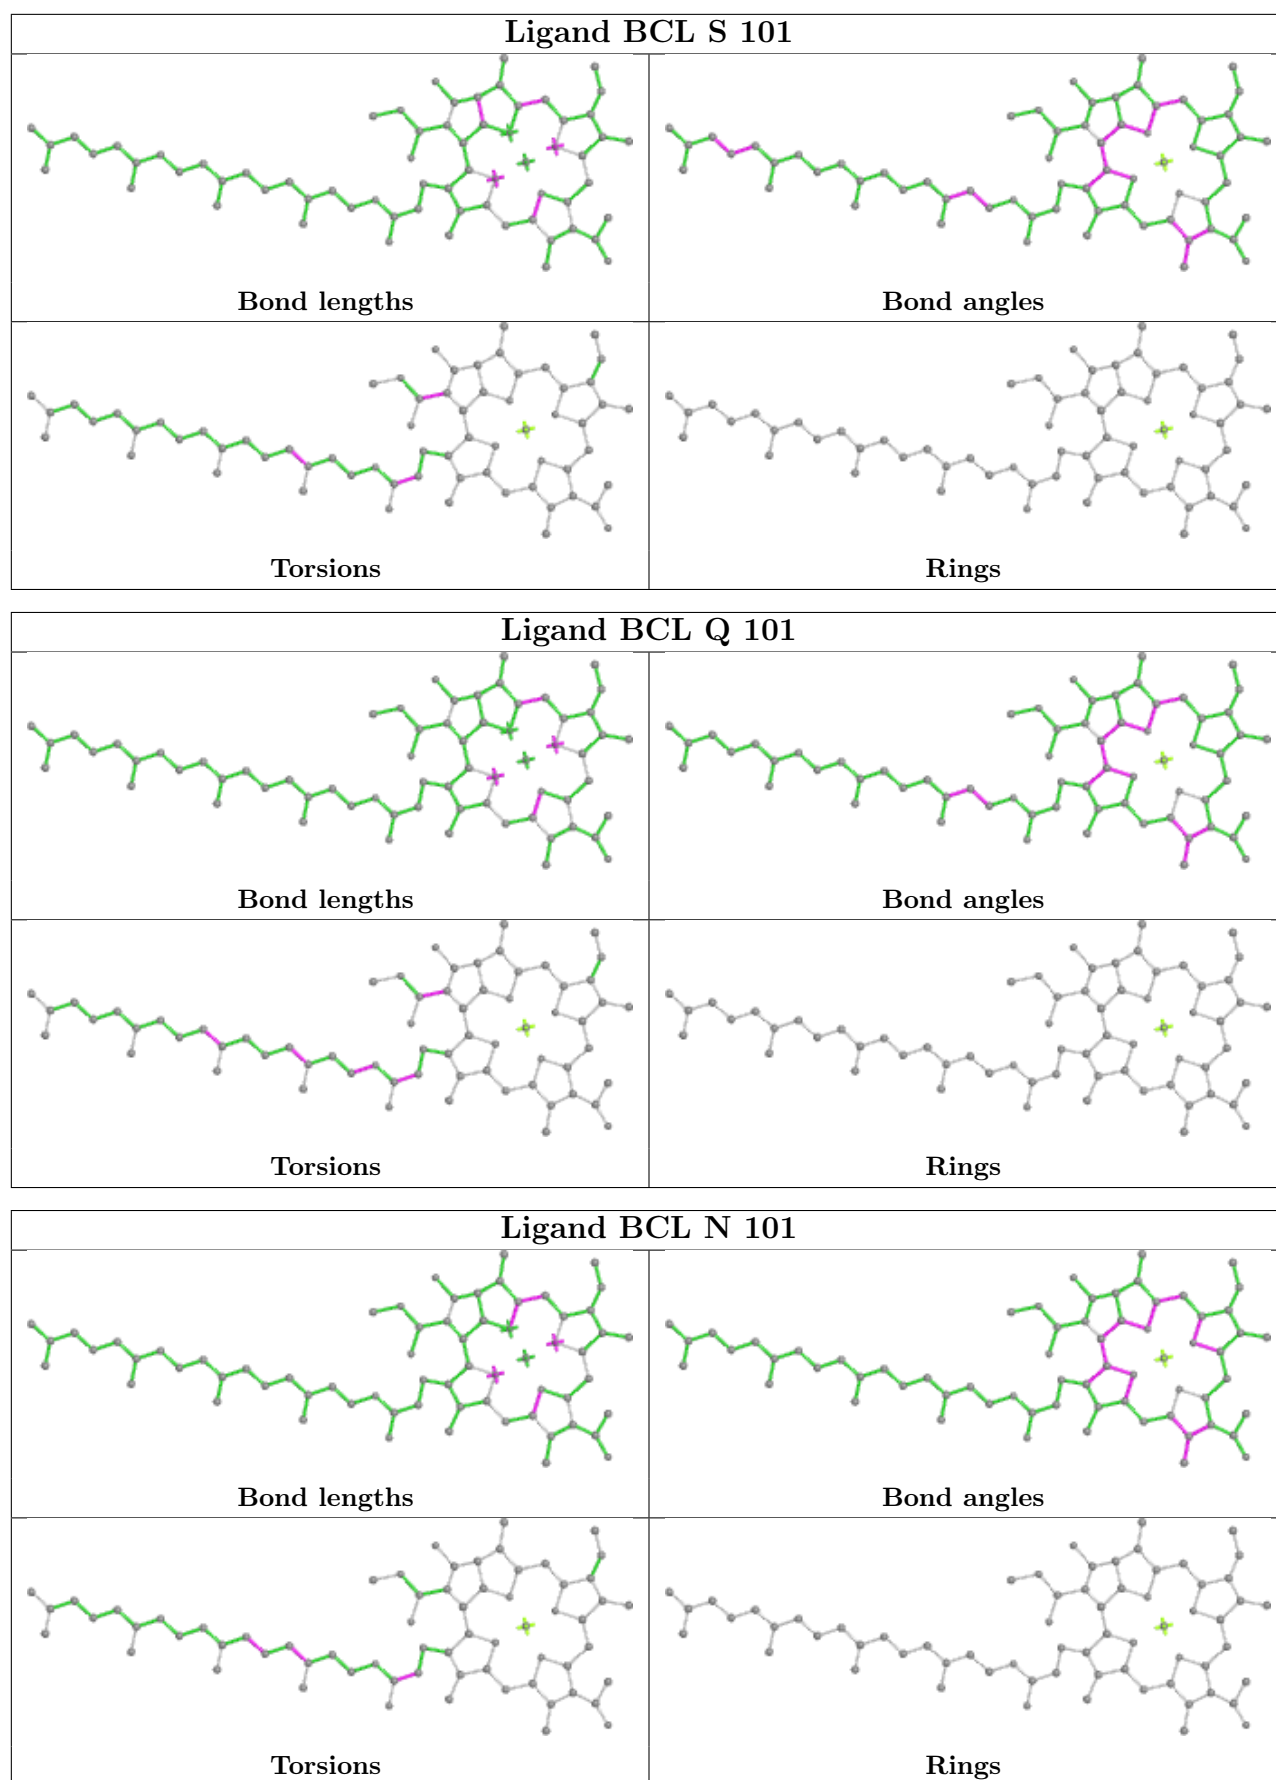 Ligand BCL S 101
Bond lengths
Bond angles
Torsions
Rings
Ligand BCL Q 101
Bond lengths
Bond angles
Torsions
Rings
Ligand BCL N 101
Bond lengths
Bond angles
Torsions
Rings